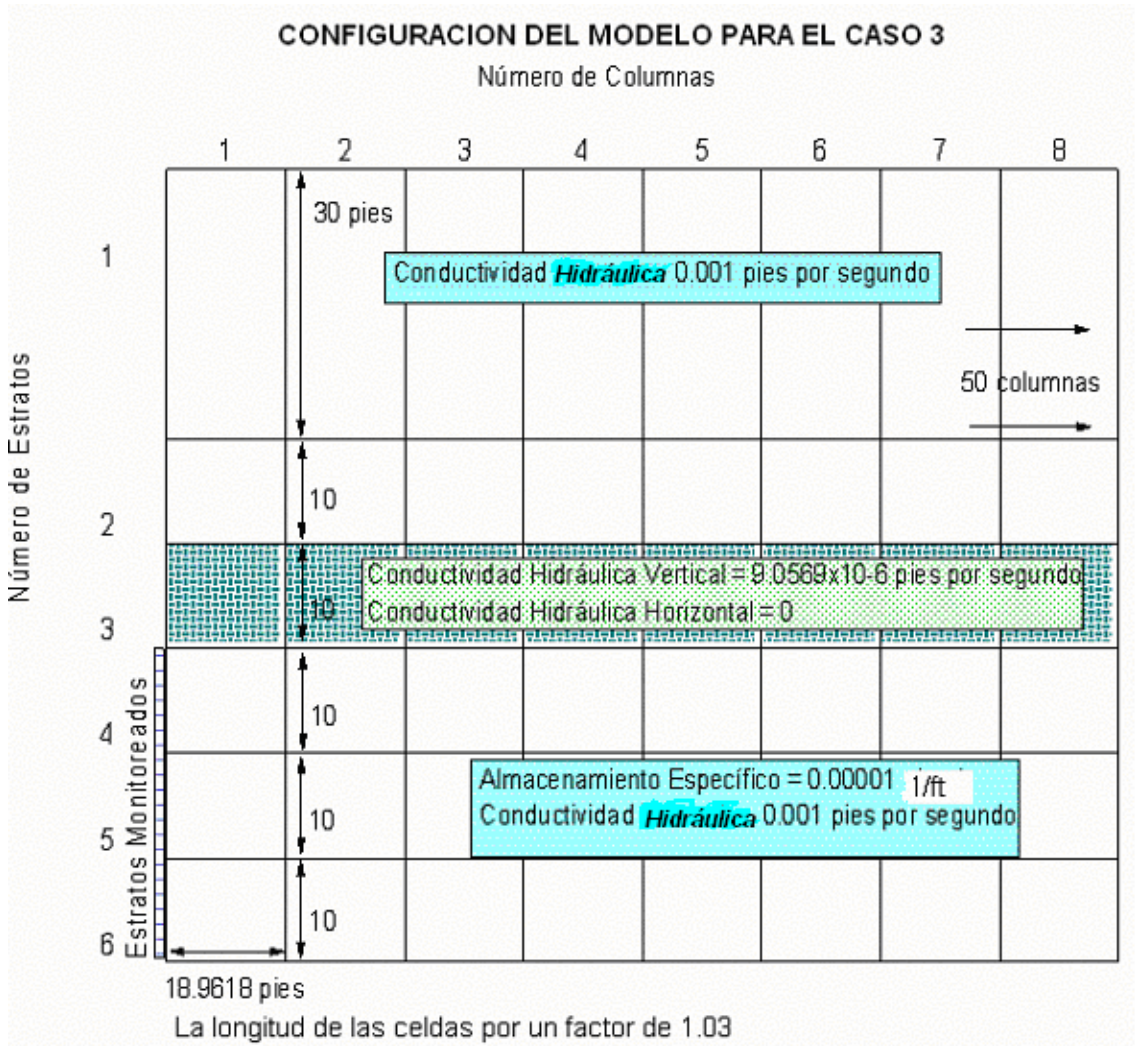 CONFIGURACION DEL MODELO PARA EL CASO 3
Número de Columnas
1 2 3 4 5 6 7 8
Número de Estratos
30 pies
1
Conductividad Hidráulica 0.001 pies por segundo
50 columnas
10
2
Conductividad Hidráulica Vertical = 9.0569x10-6 pies por segundo
10
Conductividad Hidráulica Horizontal = 0
3
Estratos Monitoreados
10
4
Almacenamiento Específico = 0.00001 1/ft
Conductividad Hidráulica 0.001 pies por segundo
10
5
10
6
18.9618 pies
La longitud de las celdas por un factor de 1.03